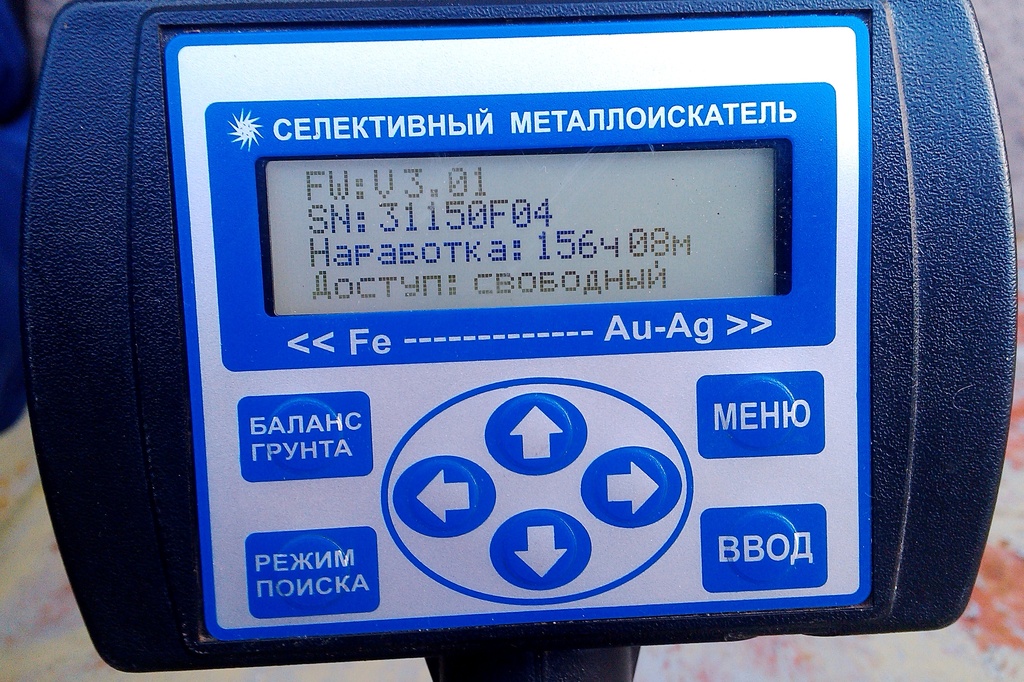 СЕЛЕКТИВНЫЙ МЕТАЛЛОИСКАТЕЛЬ
FW:V3.01
SN:31150F04
Наработка:156ч08м
Доступ: свободный
<< Fe ------------ Au-Ag >>
БАЛАНС
ГРУНТА
МЕНЮ
РЕЖИМ
ПОИСКА
ВВОД